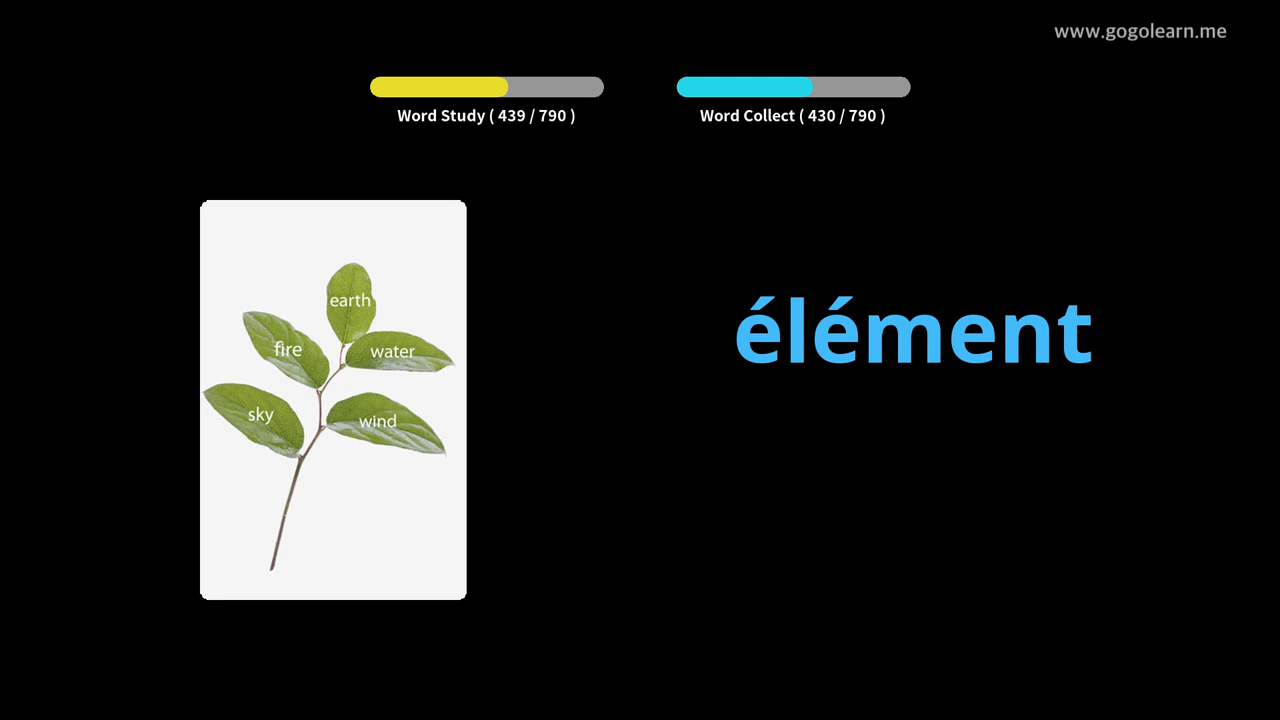 www.gogolearn.me
Word Study ( 439 / 790 )
Word Collect ( 430 / 790 )
earth
fire
water
sky
wind
élément